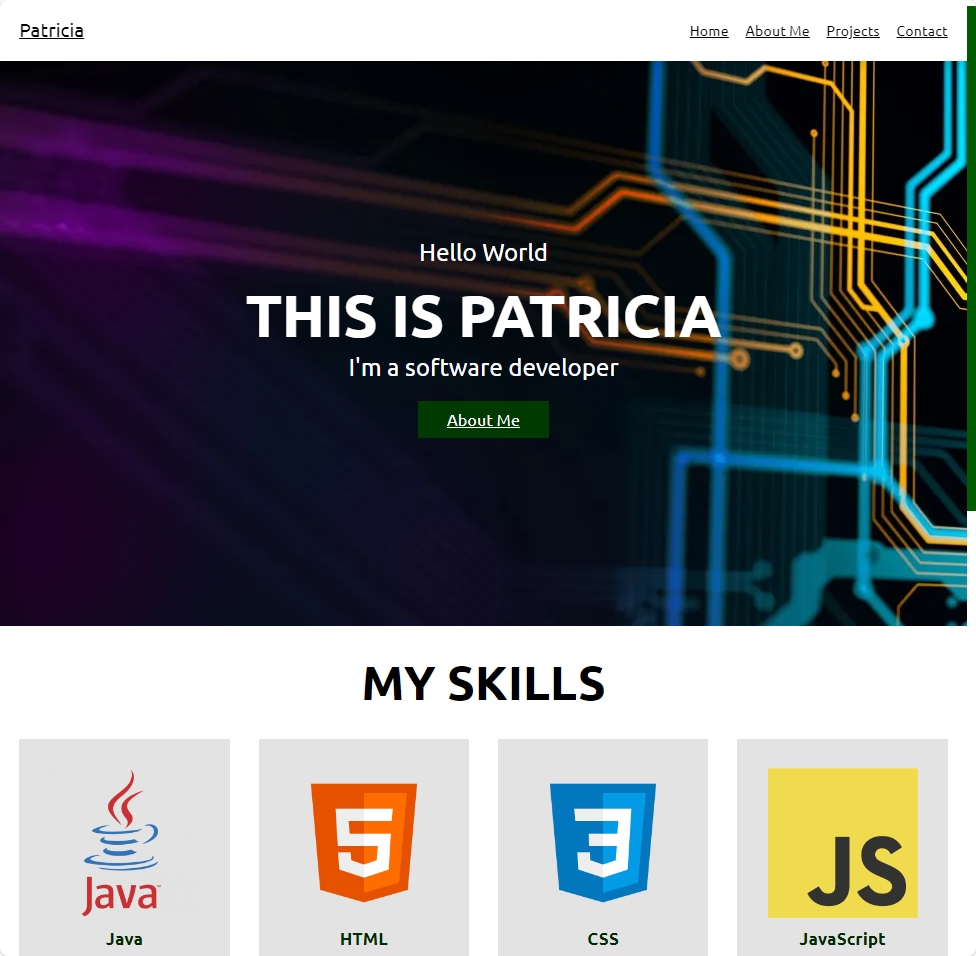 Patricia
Home About Me Projects Contact
Hello World
THIS IS PATRICIA
I'm a software developer
About Me
MY SKILLS
Java™
5
3
JS
Java
HTML
CSS
JavaScript